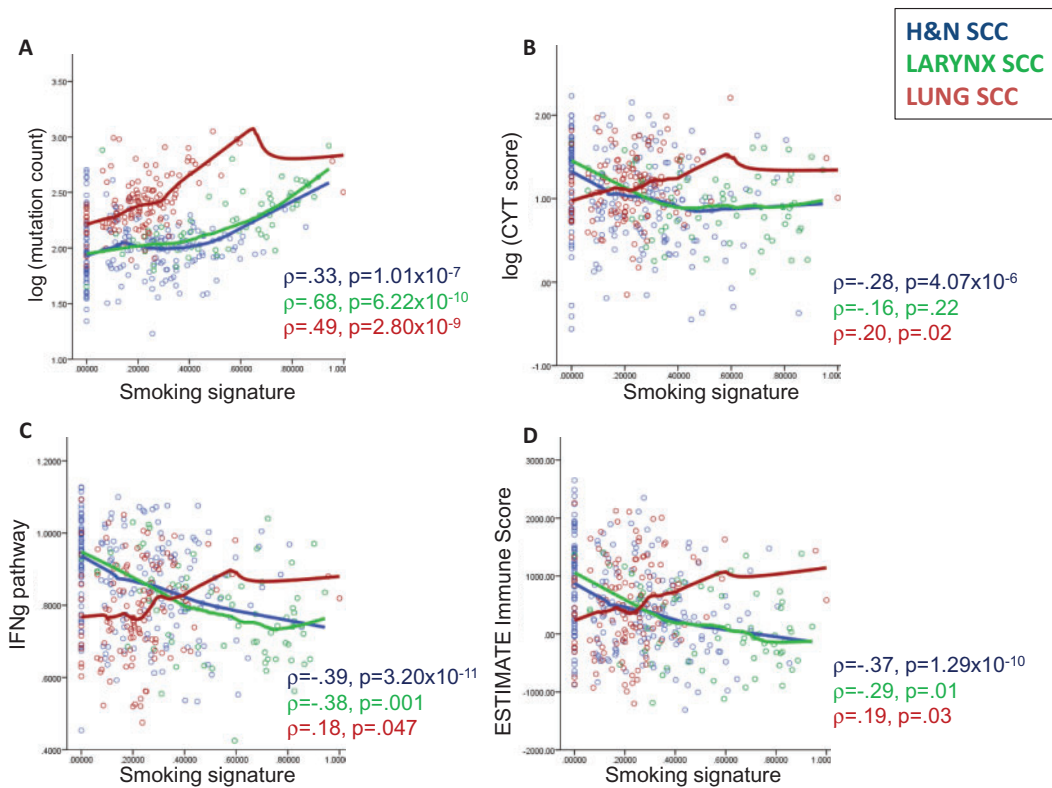 H&N SCC
LARYNX SCC
LUNG SCC
A
log (mutation count)
3.50
3.00
2.50
2.00
1.50
1.00
.00000
.20000
.40000
.60000
.80000
1.000
Smoking signature
ρ=.33, p=1.01x10-7
ρ=.68, p=6.22x10-10
ρ=.49, p=2.80x10-9
B
log (CYT score)
2.00
1.00
.00
-1.00
.00000
.20000
.40000
.60000
.80000
1.000
Smoking signature
ρ=-.28, p=4.07x10-6
ρ=-.16, p=.22
ρ=.20, p=.02
C
IFNg pathway
1.2000
1.0000
.8000
.6000
.4000
.00000
.20000
.40000
.60000
.80000
1.000
Smoking signature
ρ=-.39, p=3.20x10-11
ρ=-.38, p=.001
ρ=.18, p=.047
D
ESTIMATE Immune Score
3000.00
2000.00
1000.00
.00
-1000.00
-2000.00
.00000
.20000
.40000
.60000
.80000
1.000
Smoking signature
ρ=-.37, p=1.29x10-10
ρ=-.29, p=.01
ρ=.19, p=.03